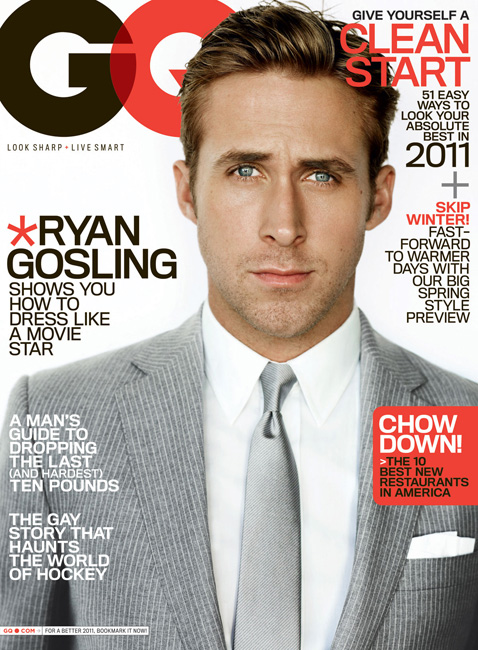 GQ
LOOK SHARP • LIVE SMART
GIVE YOURSELF A
CLEAN
START
51 EASY
WAYS TO
LOOK YOUR
ABSOLUTE
BEST IN
2011
+
SKIP
WINTER!
FAST-
FORWARD
TO WARMER
DAYS WITH
OUR BIG
SPRING
STYLE
PREVIEW
*RYAN
GOSLING
SHOWS YOU
HOW TO
DRESS LIKE
A MOVIE
STAR
A MAN'S
GUIDE TO
DROPPING
THE LAST
(AND HARDEST)
TEN POUNDS
THE GAY
STORY THAT
HAUNTS
THE WORLD
OF HOCKEY
CHOW
DOWN!
>THE 10
BEST NEW
RESTAURANTS
IN AMERICA
GQ●COM → FOR A BETTER 2011, BOOKMARK IT NOW!